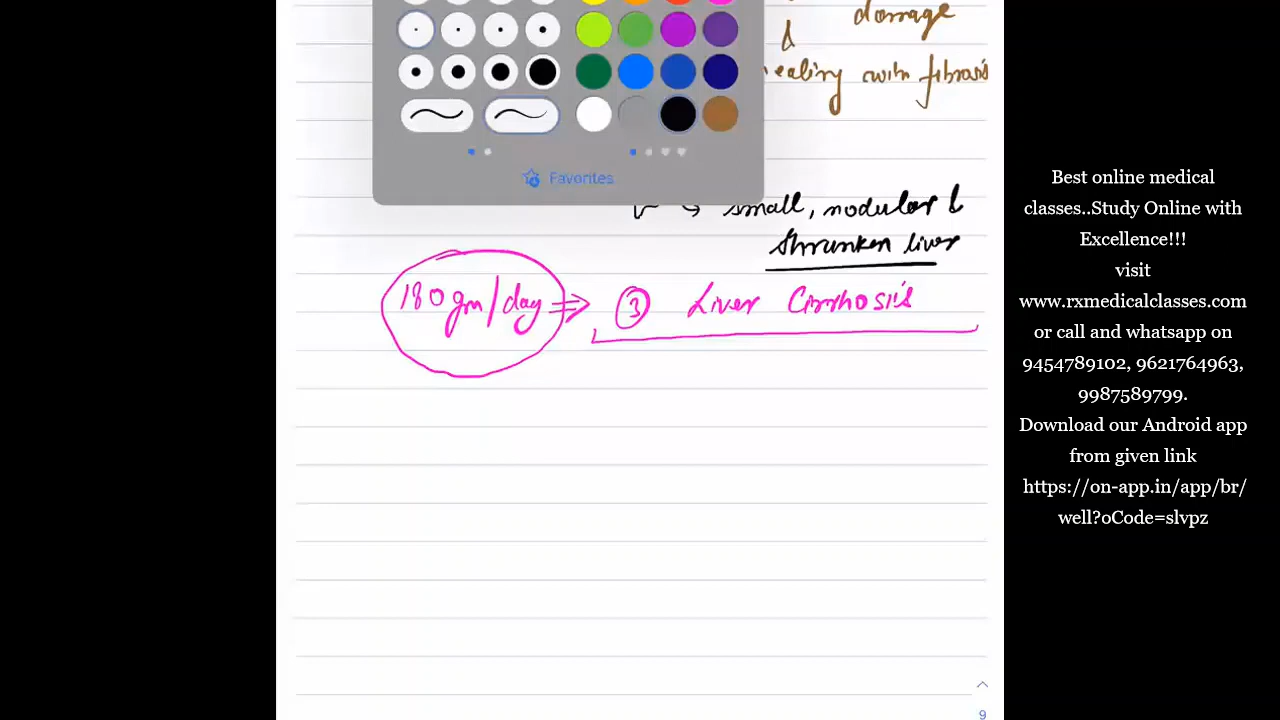 damage
&
healing with fibrosis
Favorites
small, nodular &
shrunken liver
180 gm/day ⇒ ③ Liver Cirrhosis
9
Best online medical
classes..Study Online with
Excellence!!!
visit
www.rxmedicalclasses.com
or call and whatsapp on
9454789102, 9621764963,
9987589799.
Download our Android app
from given link
https://on-app.in/app/br/
well?oCode=slvpz